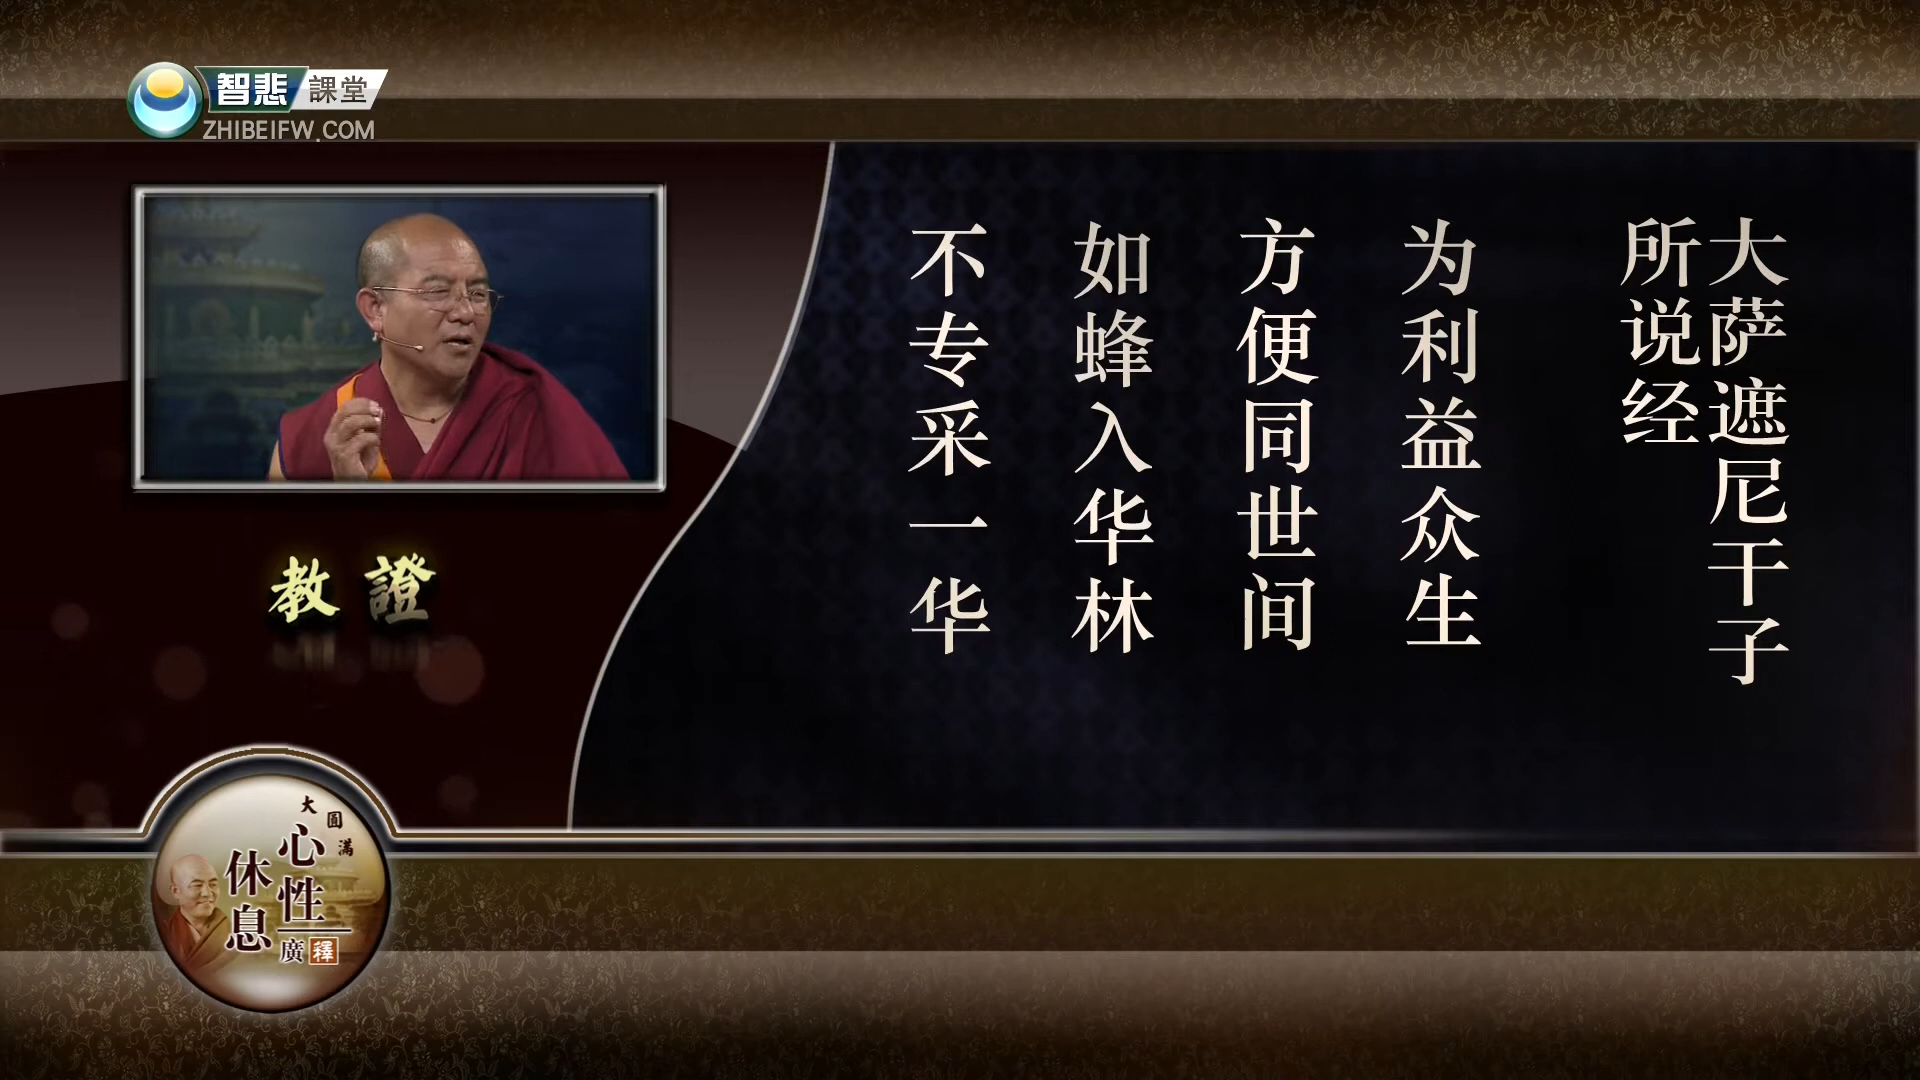 智悲課堂
ZHIBEIFW.COM
大萨遮尼干子
所说经
为利益众生
方便同世间
如蜂入华林
不专采一华
教證
大圓滿
心性
休息
廣釋